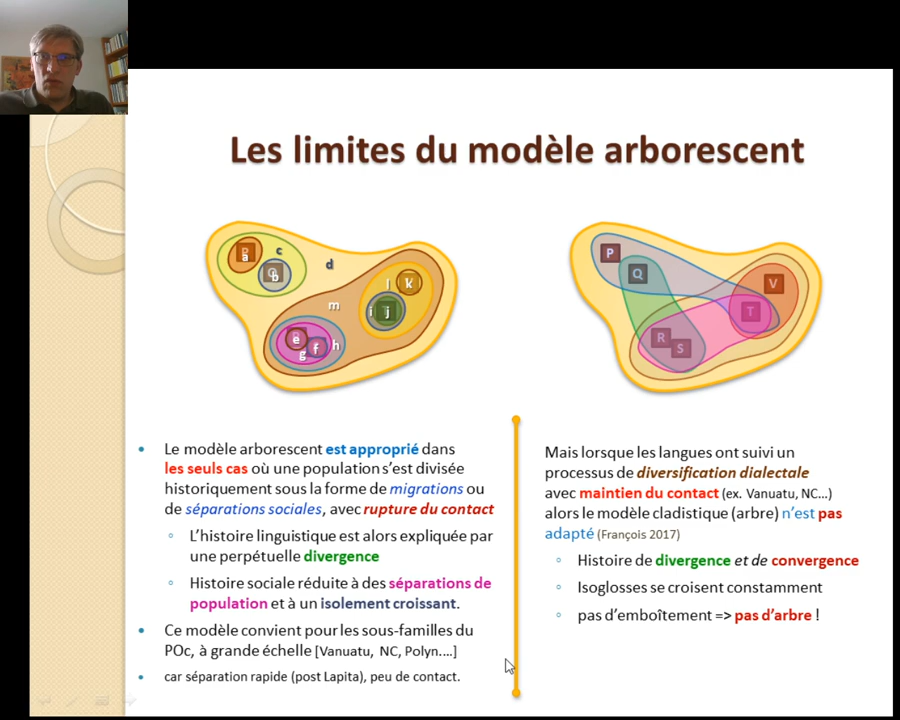 Les limites du modèle arborescent
a
c
b
d
l
k
m
i
j
e
f
g
h
P
Q
V
T
R
S
• Le modèle arborescent est approprié dans
les seuls cas où une population s'est divisée
historiquement sous la forme de migrations ou
de séparations sociales, avec rupture du contact
◦ L'histoire linguistique est alors expliquée par
une perpétuelle divergence
◦ Histoire sociale réduite à des séparations de
population et à un isolement croissant.
• Ce modèle convient pour les sous-familles du
POc, à grande échelle [Vanuatu, NC, Polyn....]
• car séparation rapide (post Lapita), peu de contact.
Mais lorsque les langues ont suivi un
processus de diversification dialectale
avec maintien du contact (ex. Vanuatu, NC...)
alors le modèle cladistique (arbre) n'est pas
adapté (François 2017)
◦ Histoire de divergence et de convergence
◦ Isoglosses se croisent constamment
◦ pas d'emboîtement => pas d'arbre !